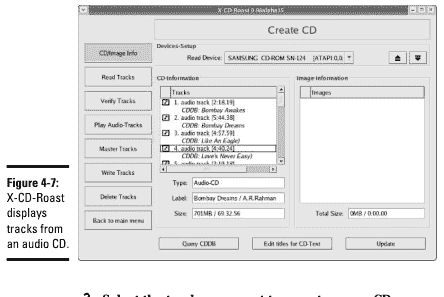 X-CD-Roast 0.98alpha15
Create CD
CD/Image Info
Read Tracks
Verify Tracks
Play Audio-Tracks
Master Tracks
Write Tracks
Delete Tracks
Back to main menu
Devices-Setup
Read Device: SAMSUNG CD-ROM SN-124 [ATAPI:0,0,
CD-Information
Tracks
1. audio track [2:18.19]
CDDB: Bombay Awakes
2. audio track [5:44.38]
CDDB: Bombay Dreams
3. audio track [4:57.59]
CDDB: Like An Eagle)
4. audio track [4:40.24]
CDDB: Love's Never Easy)
Type: Audio-CD
Label: Bombay Dreams / A.R.Rahman
Size: 701MB / 69:32.56
Image-Information
Images
Total Size: 0MB / 0:00.00
Query CDDB
Edit titles for CD-Text
Update
Figure 4-7:
X-CD-Roast
displays
tracks from
an audio CD.